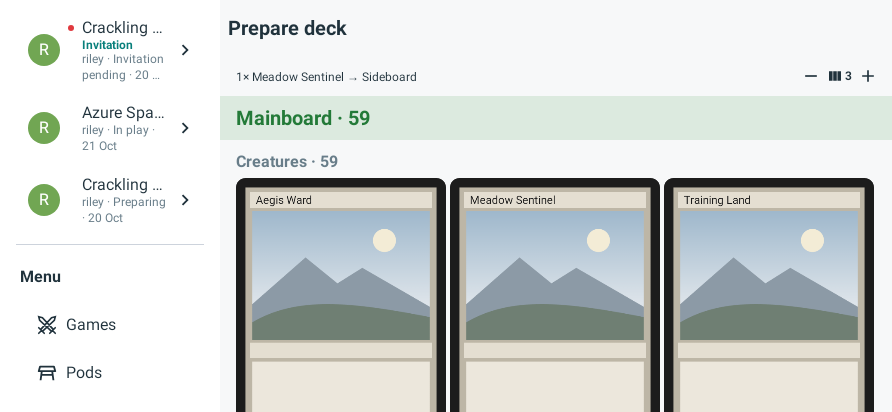 Crackling ...
Invitation
riley · Invitation
pending · 20 ...
R
Azure Spa...
riley · In play ·
21 Oct
R
Crackling ...
riley · Preparing
· 20 Oct
R
Menu
Games
Pods
Prepare deck
1× Meadow Sentinel → Sideboard
3
Mainboard · 59
Creatures · 59
Aegis Ward
Meadow Sentinel
Training Land